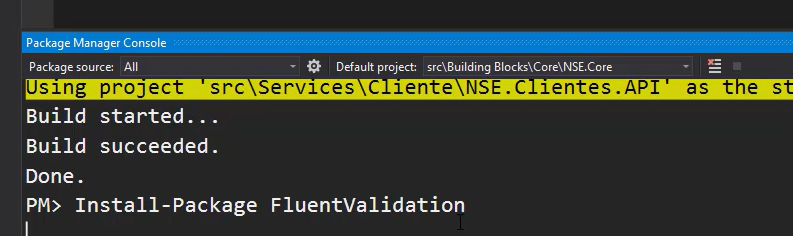 Package Manager Console
Package source: All Default project: src\Building Blocks\Core\NSE.Core
Using project 'src\Services\Cliente\NSE.Clientes.API' as the st
Build started...
Build succeeded.
Done.
PM> Install-Package FluentValidation